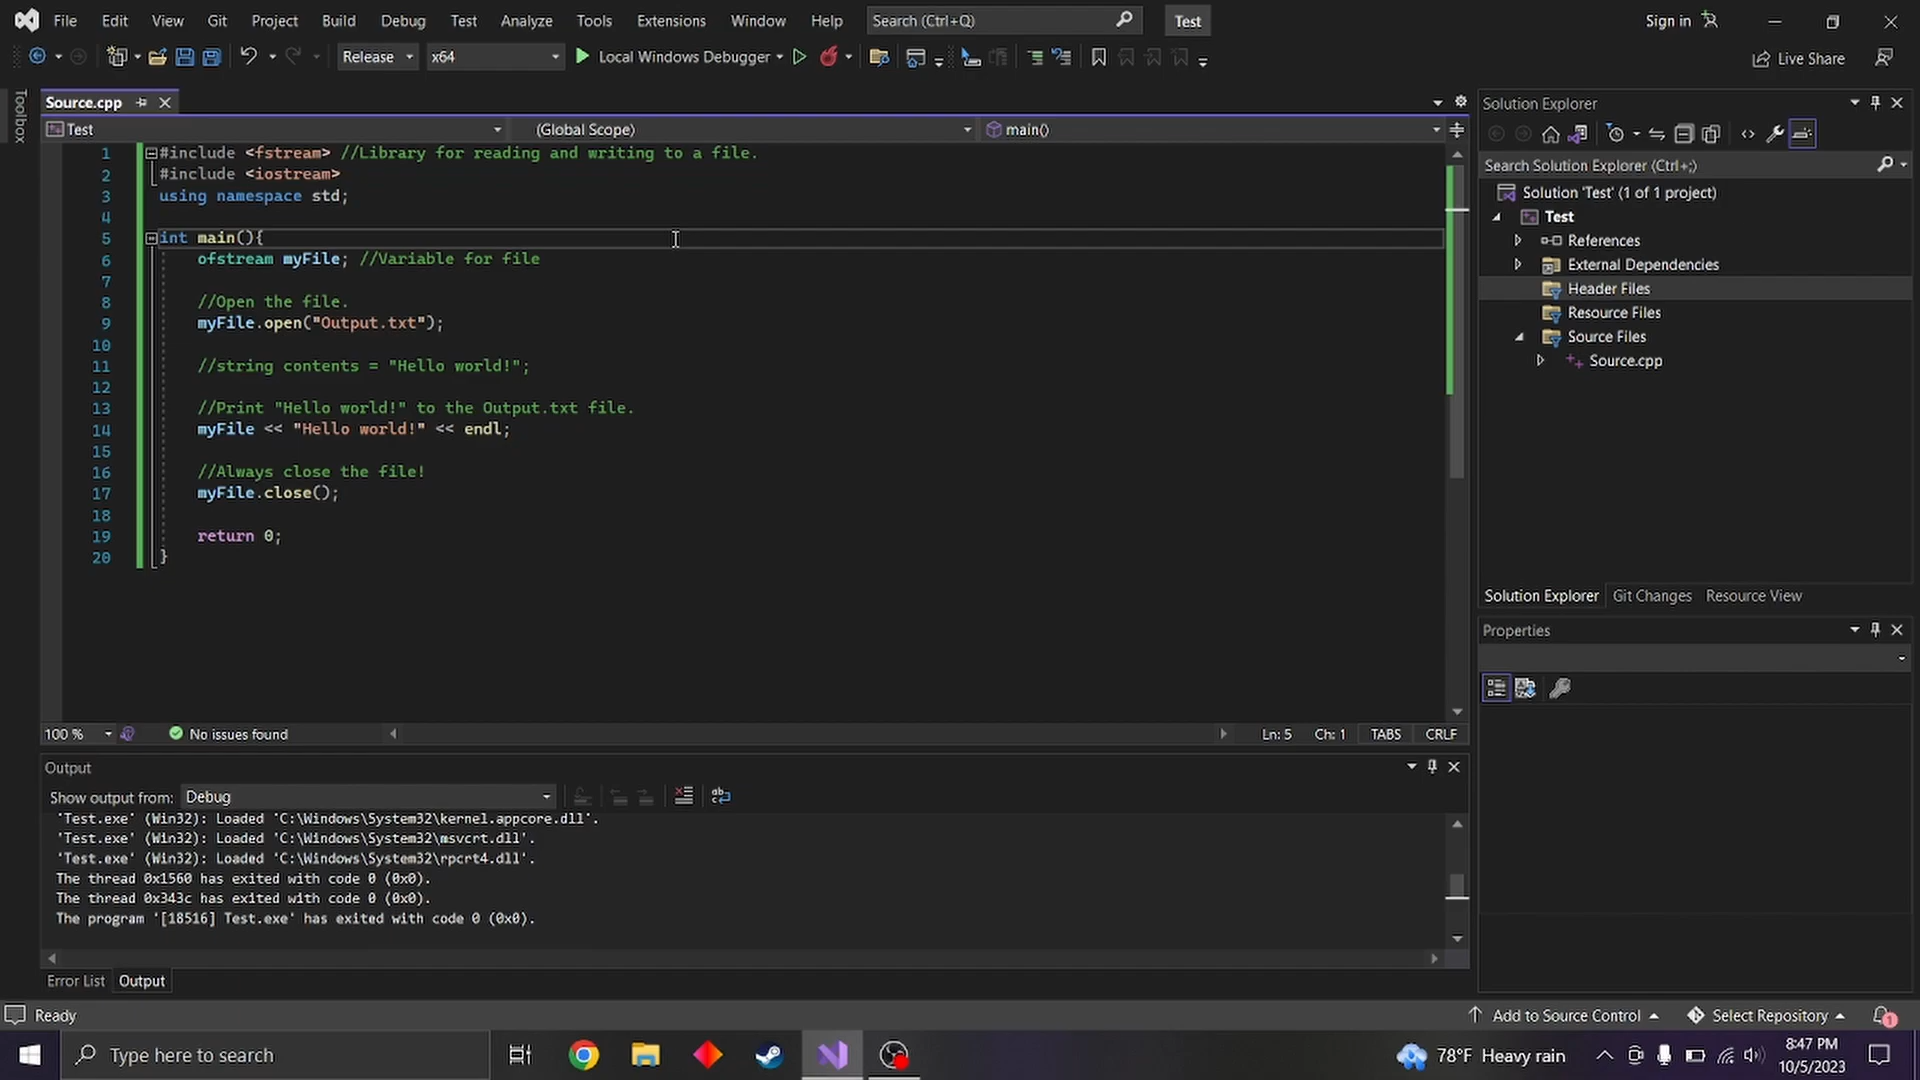 File Edit View Git Project Build Debug Test Analyze Tools Extensions Window Help Search (Ctrl+Q) Test Sign in
Release x64 Local Windows Debugger Live Share
Toolbox
Source.cpp
Test (Global Scope) main()
1 #include <fstream> //Library for reading and writing to a file.
2 #include <iostream>
3 using namespace std;
4
5 int main(){
6 ofstream myFile; //Variable for file
7
8 //Open the file.
9 myFile.open("Output.txt");
10
11 //string contents = "Hello world!";
12
13 //Print "Hello world!" to the Output.txt file.
14 myFile << "Hello world!" << endl;
15
16 //Always close the file!
17 myFile.close();
18
19 return 0;
20 }
100 % No issues found Ln: 5 Ch: 1 TABS CRLF
Output
Show output from: Debug
'Test.exe' (Win32): Loaded 'C:\Windows\System32\kernel.appcore.dll'.
'Test.exe' (Win32): Loaded 'C:\Windows\System32\msvcrt.dll'.
'Test.exe' (Win32): Loaded 'C:\Windows\System32\rpcrt4.dll'.
The thread 0x1560 has exited with code 0 (0x0).
The thread 0x343c has exited with code 0 (0x0).
The program '[18516] Test.exe' has exited with code 0 (0x0).
Error List Output
Solution Explorer
Search Solution Explorer (Ctrl+;)
Solution 'Test' (1 of 1 project)
Test
References
External Dependencies
Header Files
Resource Files
Source Files
Source.cpp
Solution Explorer Git Changes Resource View
Properties
Ready Add to Source Control Select Repository 1
Type here to search 78°F Heavy rain 8:47 PM
10/5/2023